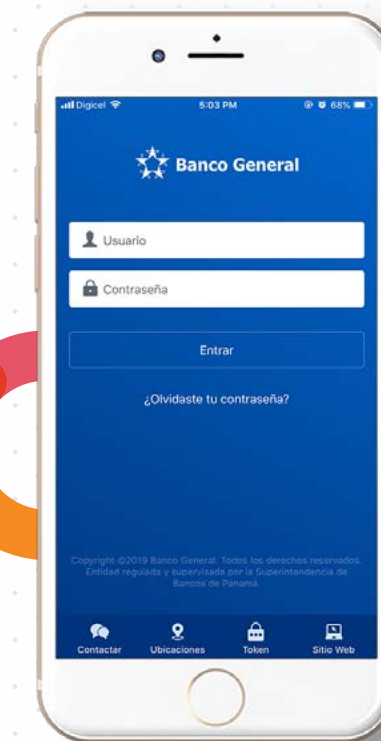 Digicel 5:03 PM 68%
Banco General
Usuario
Contraseña
Entrar
¿Olvidaste tu contraseña?
Copyright ©2019 Banco General. Todos los derechos reservados.
Entidad regulada y supervisada por la Superintendencia de
Bancos de Panamá.
Contactar Ubicaciones Token Sitio Web